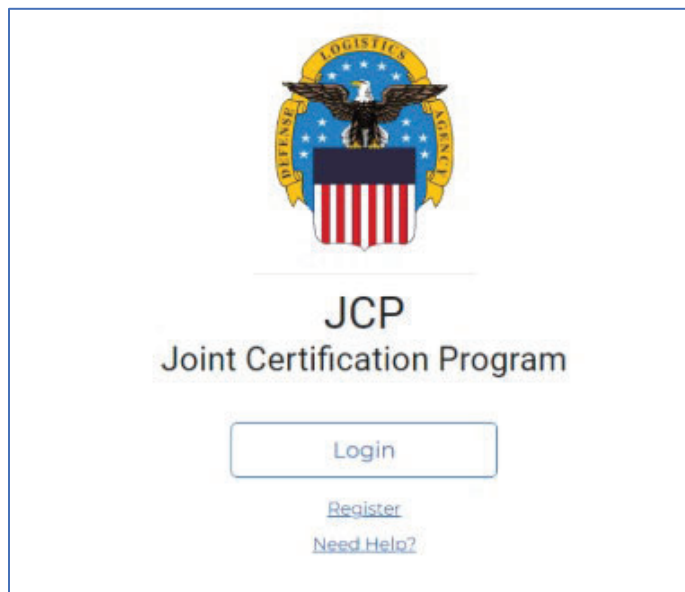 LOGISTICS
DEFENSE
AGENCY
JCP
Joint Certification Program
Login
Register
Need Help?